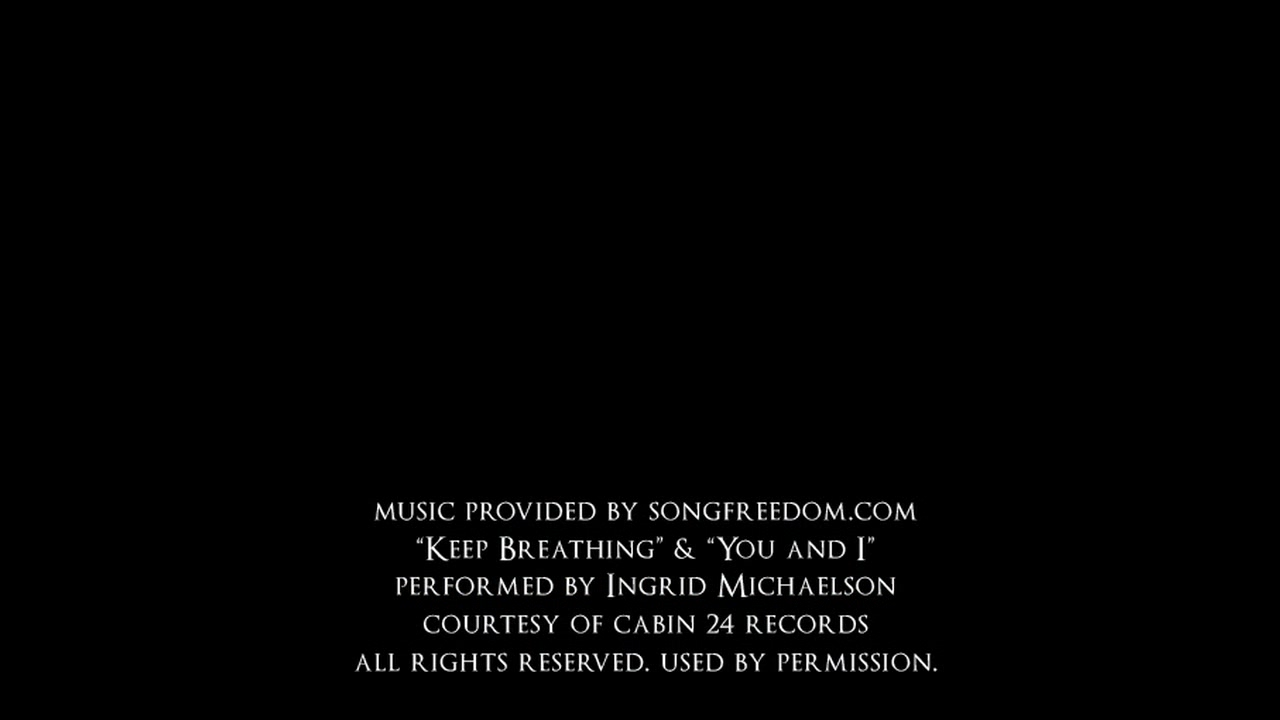 MUSIC PROVIDED BY SONGFREEDOM.COM
“KEEP BREATHING” & “YOU AND I”
PERFORMED BY INGRID MICHAELSON
COURTESY OF CABIN 24 RECORDS
ALL RIGHTS RESERVED. USED BY PERMISSION.